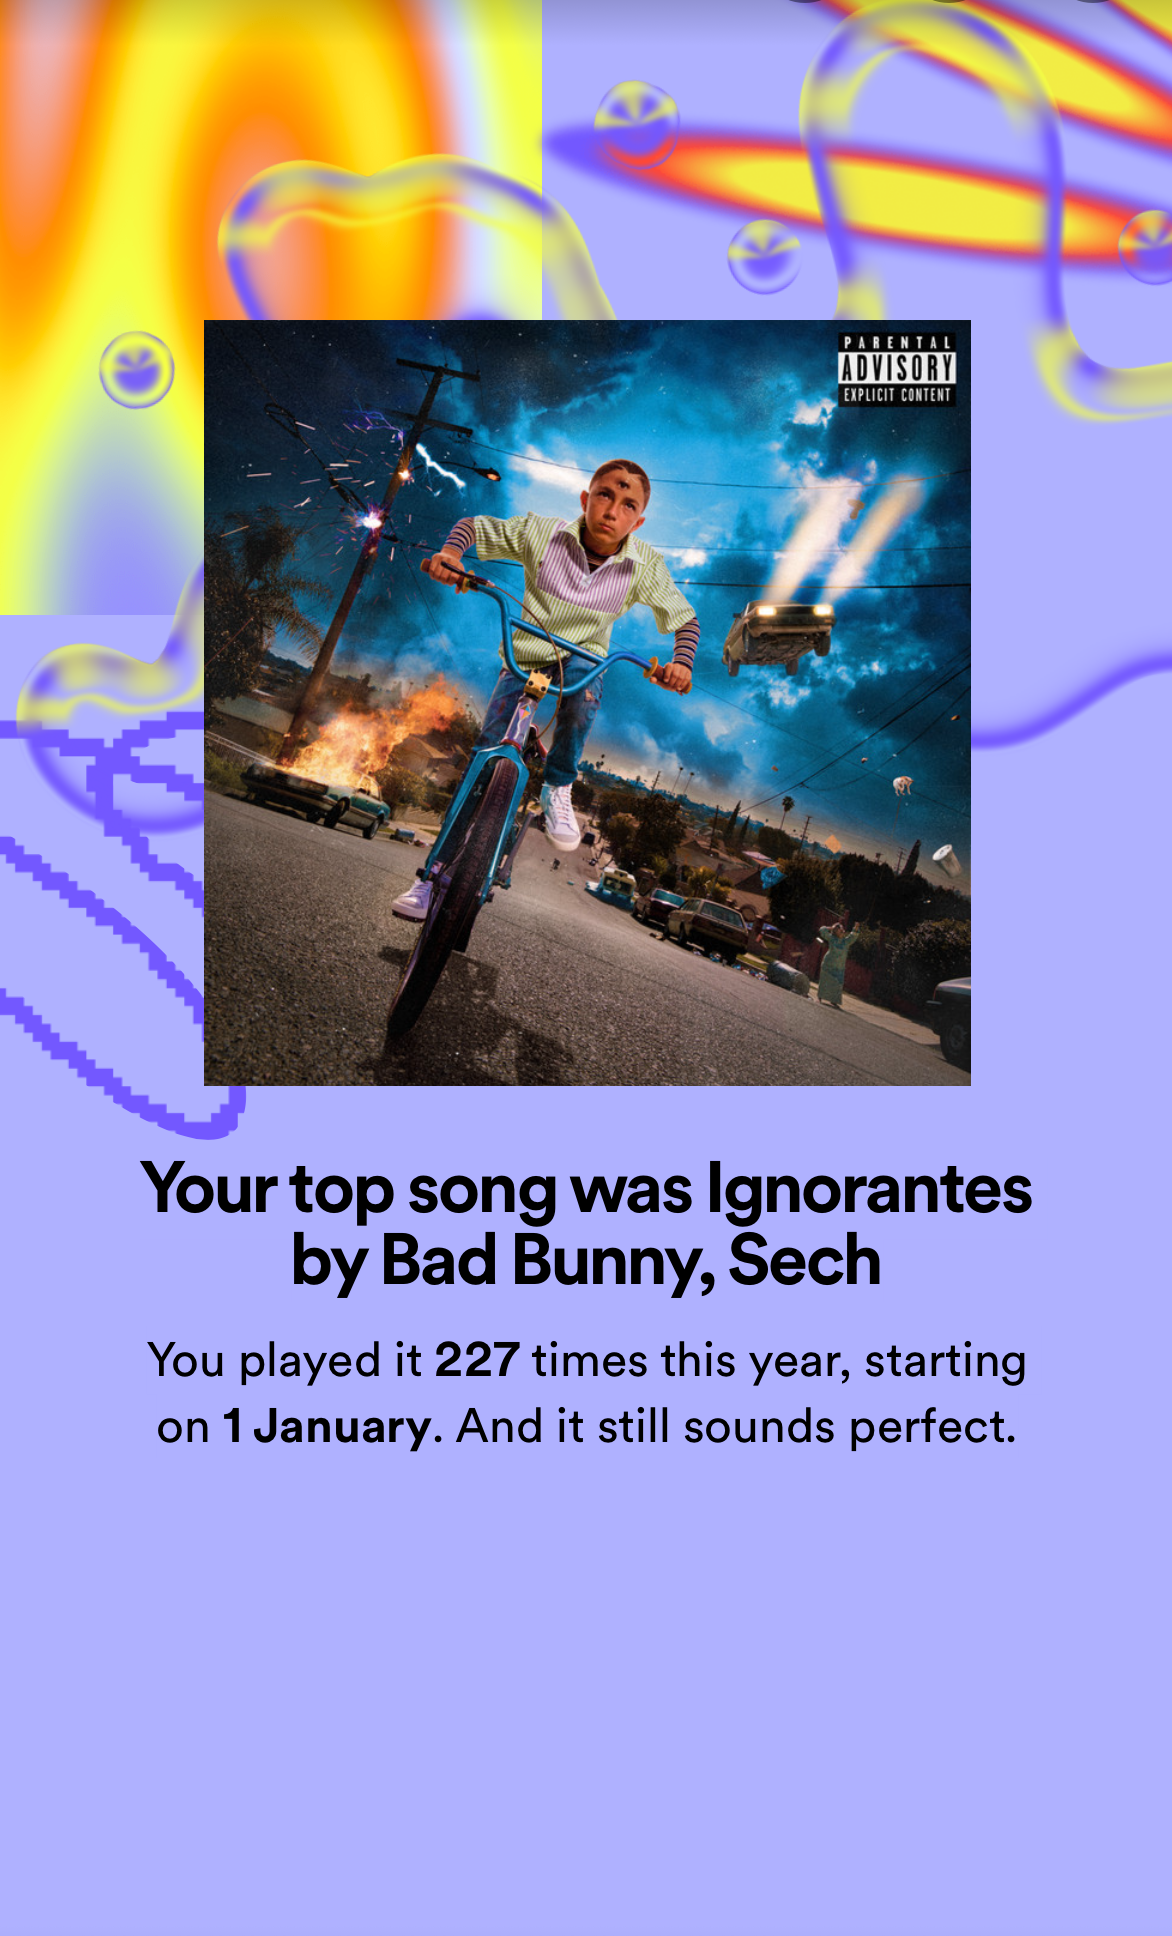 PARENTAL
ADVISORY
EXPLICIT CONTENT
Your top song was Ignorantes
by Bad Bunny, Sech
You played it 227 times this year, starting
on 1 January. And it still sounds perfect.